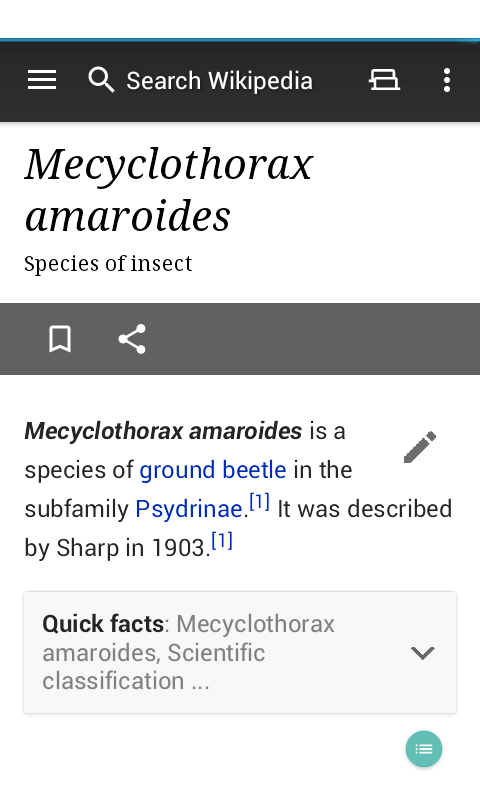 Search Wikipedia
Mecyclothorax
amaroides
Species of insect
Mecyclothorax amaroides is a
species of ground beetle in the
subfamily Psydrinae.[1] It was described
by Sharp in 1903.[1]
Quick facts: Mecyclothorax
amaroides, Scientific
classification ...